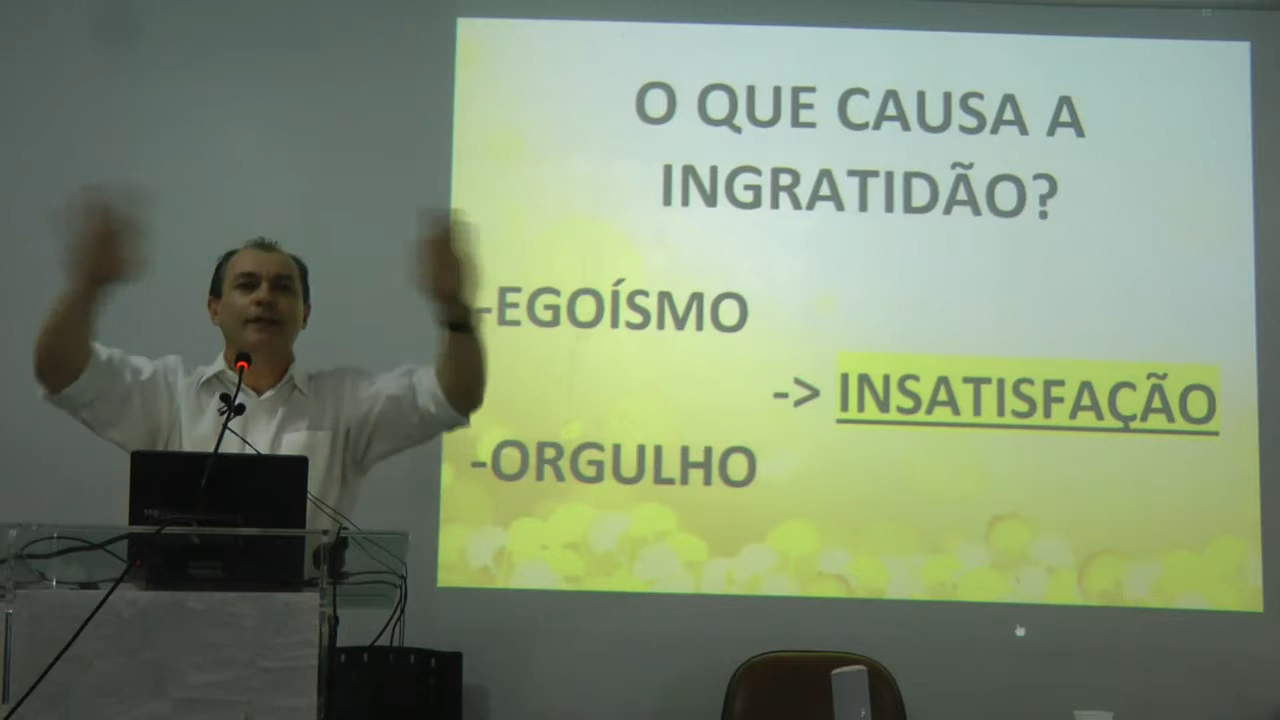 O QUE CAUSA A
INGRATIDÃO?
-EGOÍSMO
-> INSATISFAÇÃO
-ORGULHO